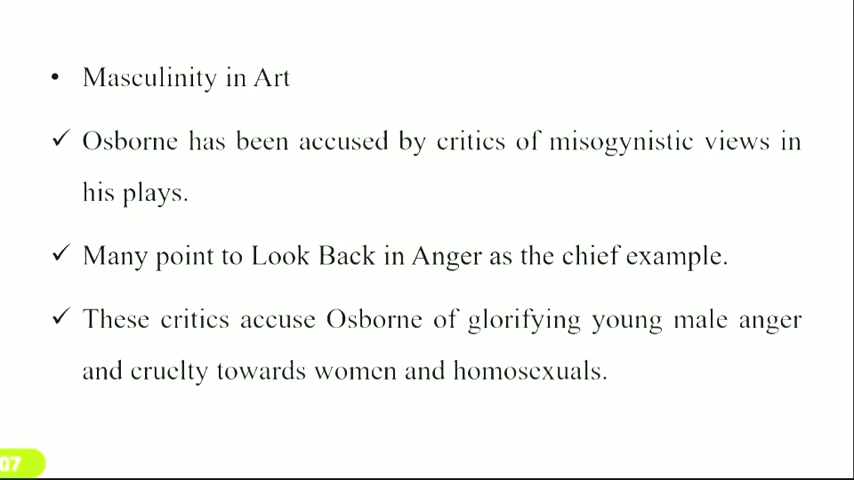 • Masculinity in Art
✓ Osborne has been accused by critics of misogynistic views in
his plays.
✓ Many point to Look Back in Anger as the chief example.
✓ These critics accuse Osborne of glorifying young male anger
and cruelty towards women and homosexuals.
07